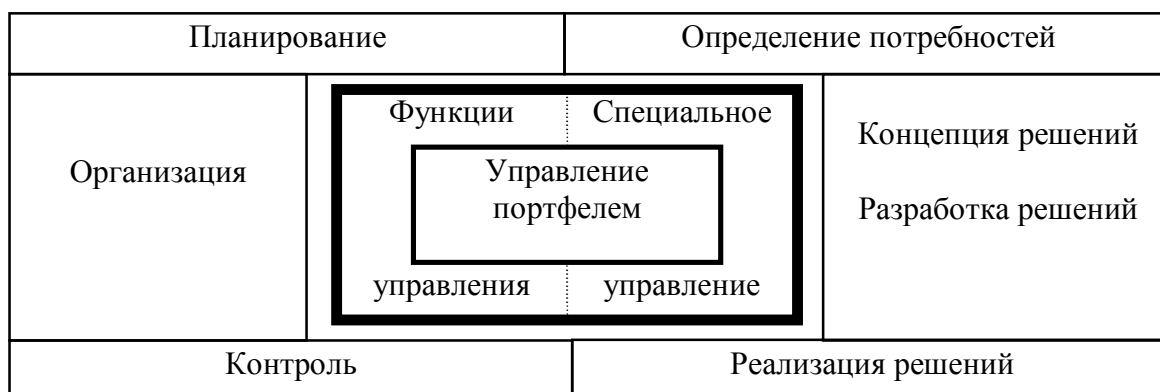 Планирование
Определение потребностей
Организация
Функции
Специальное
Управление
портфелем
управления
управление
Концепция решений
Разработка решений
Контроль
Реализация решений